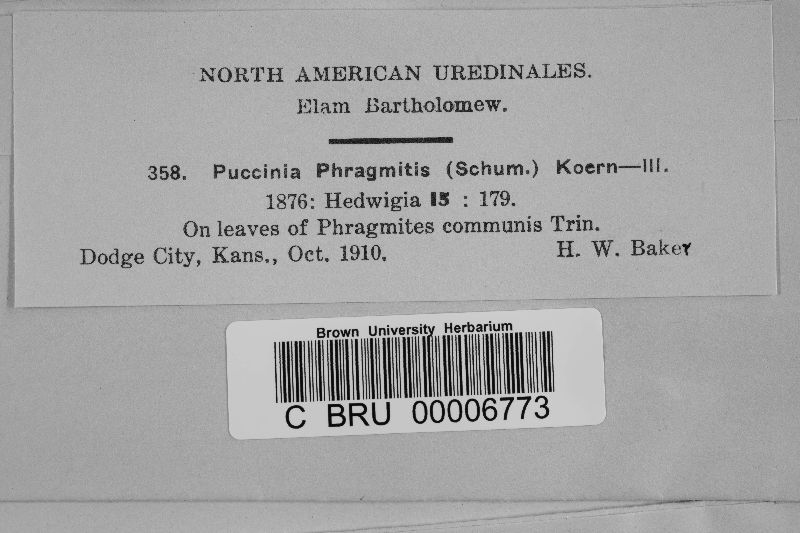 NORTH AMERICAN UREDINALES.
Elam Bartholomew.
358. Puccinia Phragmitis (Schum.) Koern—III.
1876: Hedwigia 15 : 179.
On leaves of Phragmites communis Trin.
Dodge City, Kans., Oct. 1910. H. W. Baker
Brown University Herbarium
C BRU 00006773